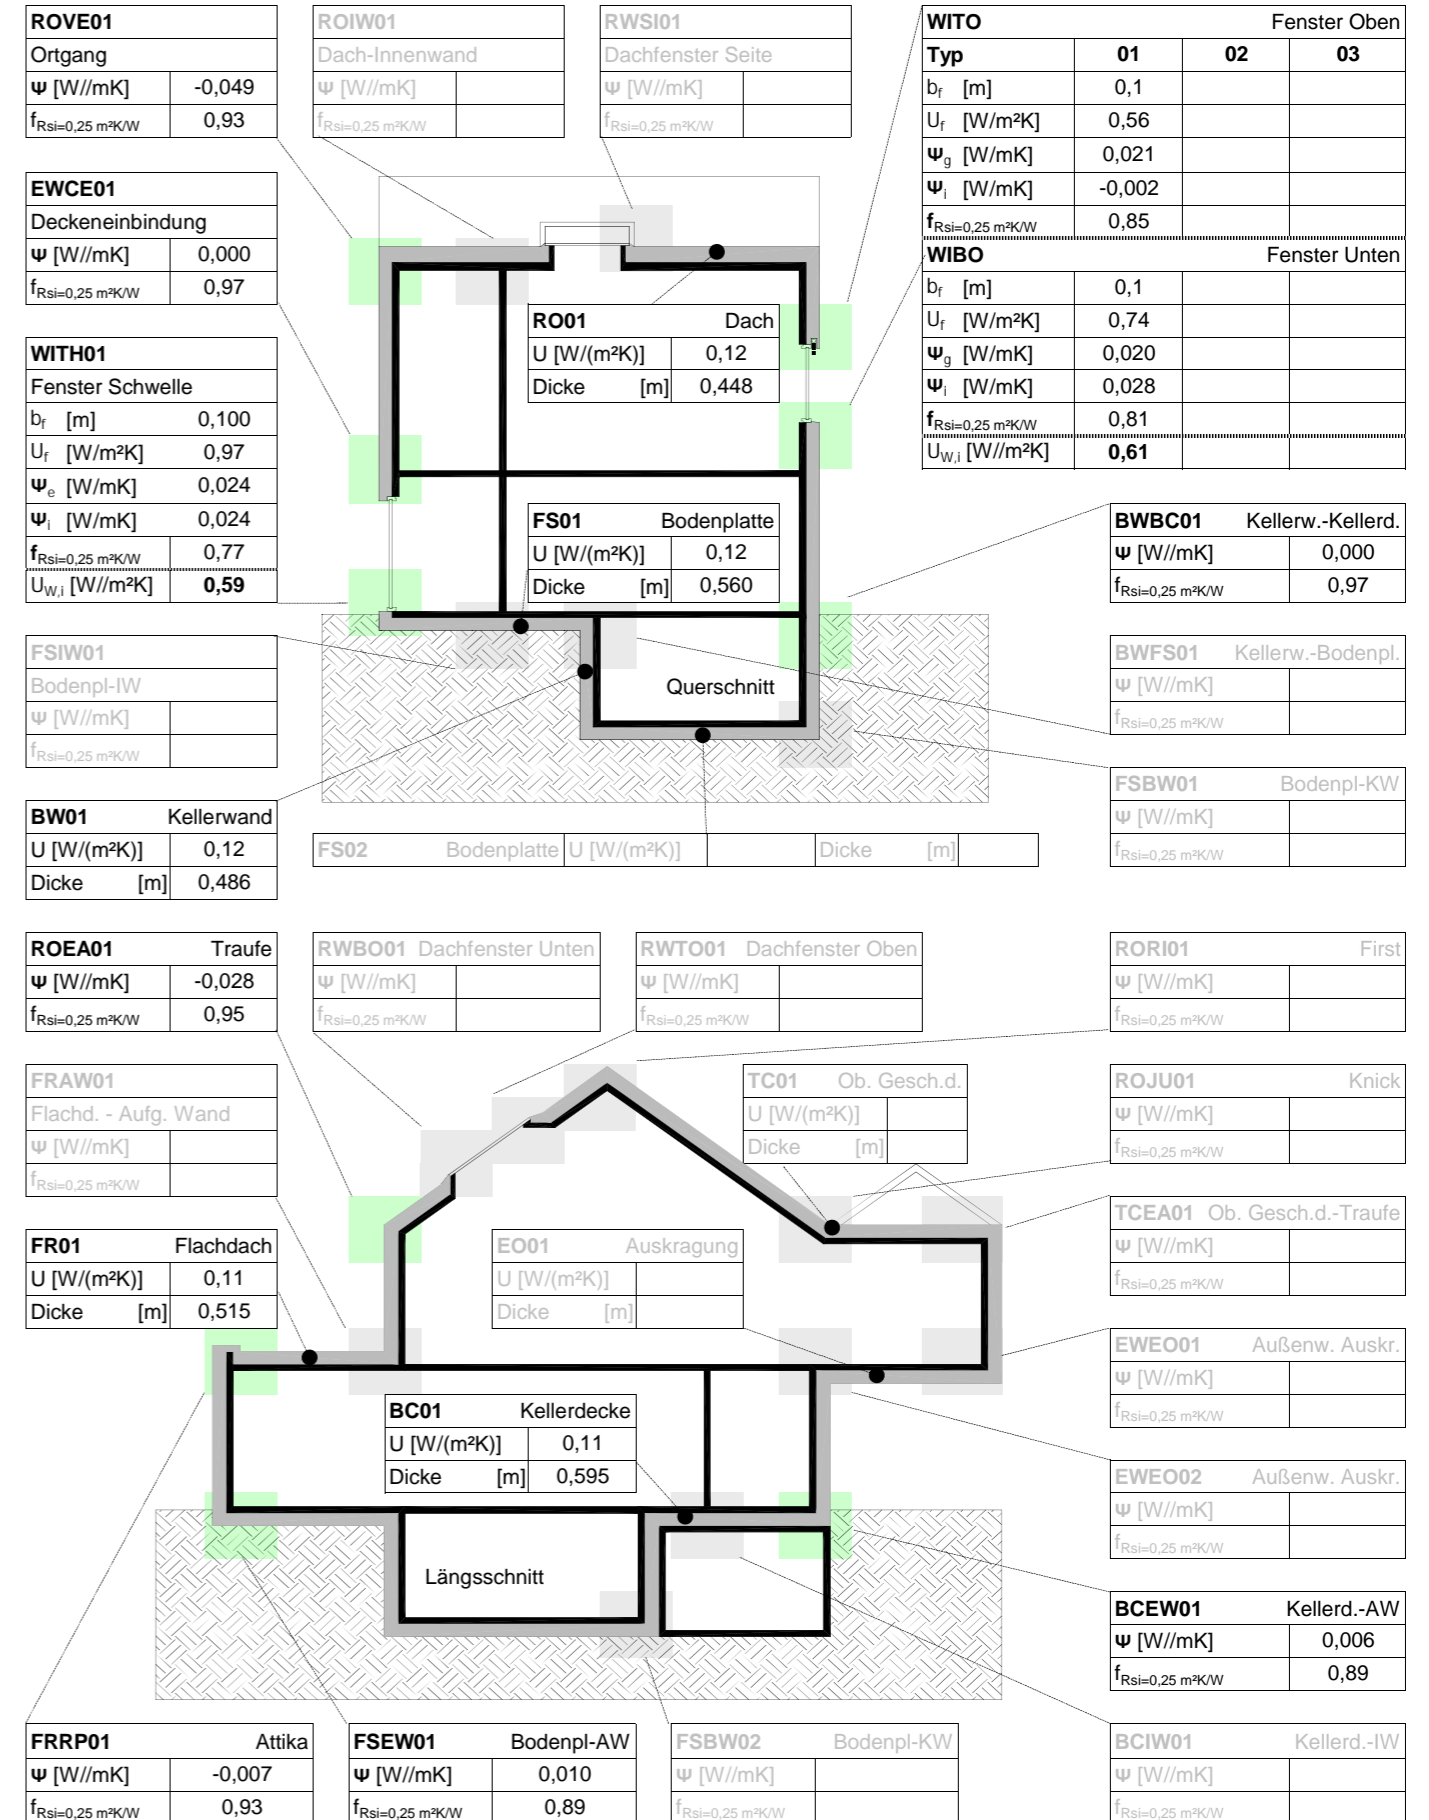 ROVE01
Ortgang
Ψ [W//mK] -0,049
fRsi=0,25 m²K/W 0,93
ROIW01
Dach-Innenwand
Ψ [W//mK]
fRsi=0,25 m²K/W
RWSI01
Dachfenster Seite
Ψ [W//mK]
fRsi=0,25 m²K/W
WITO Fenster Oben
Typ 01 02 03
bf [m] 0,1
Uf [W/m²K] 0,56
Ψg [W/mK] 0,021
Ψi [W/mK] -0,002
fRsi=0,25 m²K/W 0,85
WIBO Fenster Unten
bf [m] 0,1
Uf [W/m²K] 0,74
Ψg [W/mK] 0,020
Ψi [W/mK] 0,028
fRsi=0,25 m²K/W 0,81
UW,i [W//m²K] 0,61
EWCE01
Deckeneinbindung
Ψ [W//mK] 0,000
fRsi=0,25 m²K/W 0,97
RO01 Dach
U [W/(m²K)] 0,12
Dicke [m] 0,448
WITH01
Fenster Schwelle
bf [m] 0,100
Uf [W/m²K] 0,97
Ψe [W/mK] 0,024
Ψi [W/mK] 0,024
fRsi=0,25 m²K/W 0,77
UW,i [W//m²K] 0,59
FS01 Bodenplatte
U [W/(m²K)] 0,12
Dicke [m] 0,560
BWBC01 Kellerw.-Kellerd.
Ψ [W//mK] 0,000
fRsi=0,25 m²K/W 0,97
FSIW01
Bodenpl-IW
Ψ [W//mK]
fRsi=0,25 m²K/W
Querschnitt
BWFS01 Kellerw.-Bodenpl.
Ψ [W//mK]
fRsi=0,25 m²K/W
FSBW01 Bodenpl-KW
Ψ [W//mK]
fRsi=0,25 m²K/W
BW01 Kellerwand
U [W/(m²K)] 0,12
Dicke [m] 0,486
FS02 Bodenplatte U [W/(m²K)] Dicke [m]
ROEA01 Traufe
Ψ [W//mK] -0,028
fRsi=0,25 m²K/W 0,95
RWBO01 Dachfenster Unten
Ψ [W//mK]
fRsi=0,25 m²K/W
RWTO01 Dachfenster Oben
Ψ [W//mK]
fRsi=0,25 m²K/W
RORI01 First
Ψ [W//mK]
fRsi=0,25 m²K/W
FRAW01
Flachd. - Aufg. Wand
Ψ [W//mK]
fRsi=0,25 m²K/W
TC01 Ob. Gesch.d.
U [W/(m²K)]
Dicke [m]
ROJU01 Knick
Ψ [W//mK]
fRsi=0,25 m²K/W
FR01 Flachdach
U [W/(m²K)] 0,11
Dicke [m] 0,515
EO01 Auskragung
U [W/(m²K)]
Dicke [m]
TCEA01 Ob. Gesch.d.-Traufe
Ψ [W//mK]
fRsi=0,25 m²K/W
EWEO01 Außenw. Auskr.
Ψ [W//mK]
fRsi=0,25 m²K/W
BC01 Kellerdecke
U [W/(m²K)] 0,11
Dicke [m] 0,595
EWEO02 Außenw. Auskr.
Ψ [W//mK]
fRsi=0,25 m²K/W
Längsschnitt
BCEW01 Kellerd.-AW
Ψ [W//mK] 0,006
fRsi=0,25 m²K/W 0,89
FRRP01 Attika
Ψ [W//mK] -0,007
fRsi=0,25 m²K/W 0,93
FSEW01 Bodenpl-AW
Ψ [W//mK] 0,010
fRsi=0,25 m²K/W 0,89
FSBW02 Bodenpl-KW
Ψ [W//mK]
fRsi=0,25 m²K/W
BCIW01 Kellerd.-IW
Ψ [W//mK]
fRsi=0,25 m²K/W